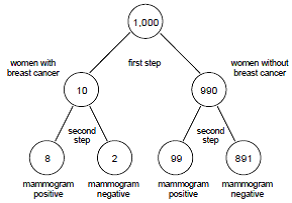 1,000
women with
breast cancer
first step
women without
breast cancer
10
990
second
step
second
step
8
2
99
891
mammogram
positive
mammogram
negative
mammogram
positive
mammogram
negative